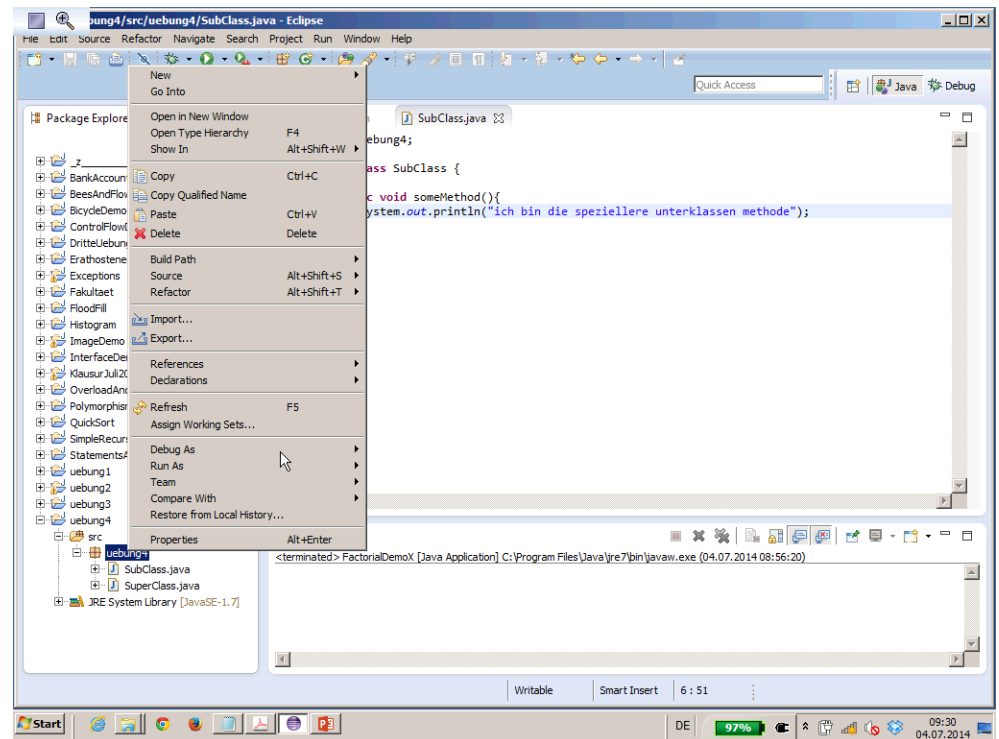 oung4/src/uebung4/SubClass.java - Eclipse
File Edit Source Refactor Navigate Search Project Run Window Help
Quick Access
Java
Debug
Package Explore
_z_
BankAccoun
BeesAndFlov
BicycleDemo
ControlFlow
DritteUebun
Erathostene
Exceptions
Fakultaet
FloodFill
Histogram
ImageDemo
InterfaceDe
KlausurJuli20
OverloadAn
Polymorphisr
QuickSort
SimpleRecur
StatementsA
uebung1
uebung2
uebung3
uebung4
src
uebung4
SubClass.java
SuperClass.java
JRE System Library [JavaSE-1.7]
New
Go Into
Open in New Window
Open Type Hierarchy F4
Show In Alt+Shift+W
Copy Ctrl+C
Copy Qualified Name
Paste Ctrl+V
Delete Delete
Build Path
Source Alt+Shift+S
Refactor Alt+Shift+T
Import...
Export...
References
Declarations
Refresh F5
Assign Working Sets...
Debug As
Run As
Team
Compare With
Restore from Local History...
Properties Alt+Enter
SubClass.java
ebung4;
ass SubClass {
c void someMethod(){
ystem.out.println("ich bin die speziellere unterklassen methode");
<terminated> FactorialDemoX [Java Application] C:\Program Files\Java\jre7\bin\javaw.exe (04.07.2014 08:56:20)
Writable
Smart Insert
6 : 51
Start
DE
97%
09:30
04.07.2014